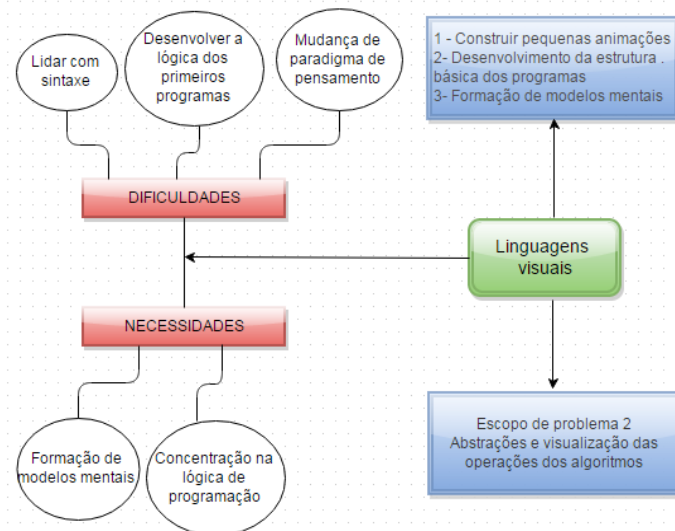 Lidar com
sintaxe
Desenvolver a
lógica dos
primeiros
programas
Mudança de
paradigma de
pensamento
1 - Construir pequenas animações
2- Desenvolvimento da estrutura .
básica dos programas
3- Formação de modelos mentais
DIFICULDADES
Linguagens
visuais
NECESSIDADES
Formação de
modelos mentais
Concentração na
lógica de
programação
Escopo de problema 2
Abstrações e visualização das
operações dos algoritmos